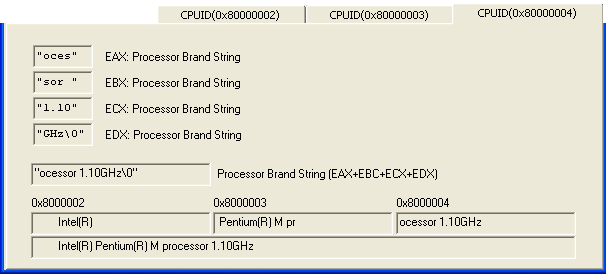 CPUID(0x80000002) CPUID(0x80000003) CPUID(0x80000004)
"oces" EAX: Processor Brand String
"sor " EBX: Processor Brand String
"1.10" ECX: Processor Brand String
"GHz\0" EDX: Processor Brand String
"ocessor 1.10GHz\0" Processor Brand String (EAX+EBC+ECX+EDX)
0x8000002 0x8000003 0x8000004
Intel(R) Pentium(R) M pr ocessor 1.10GHz
Intel(R) Pentium(R) M processor 1.10GHz